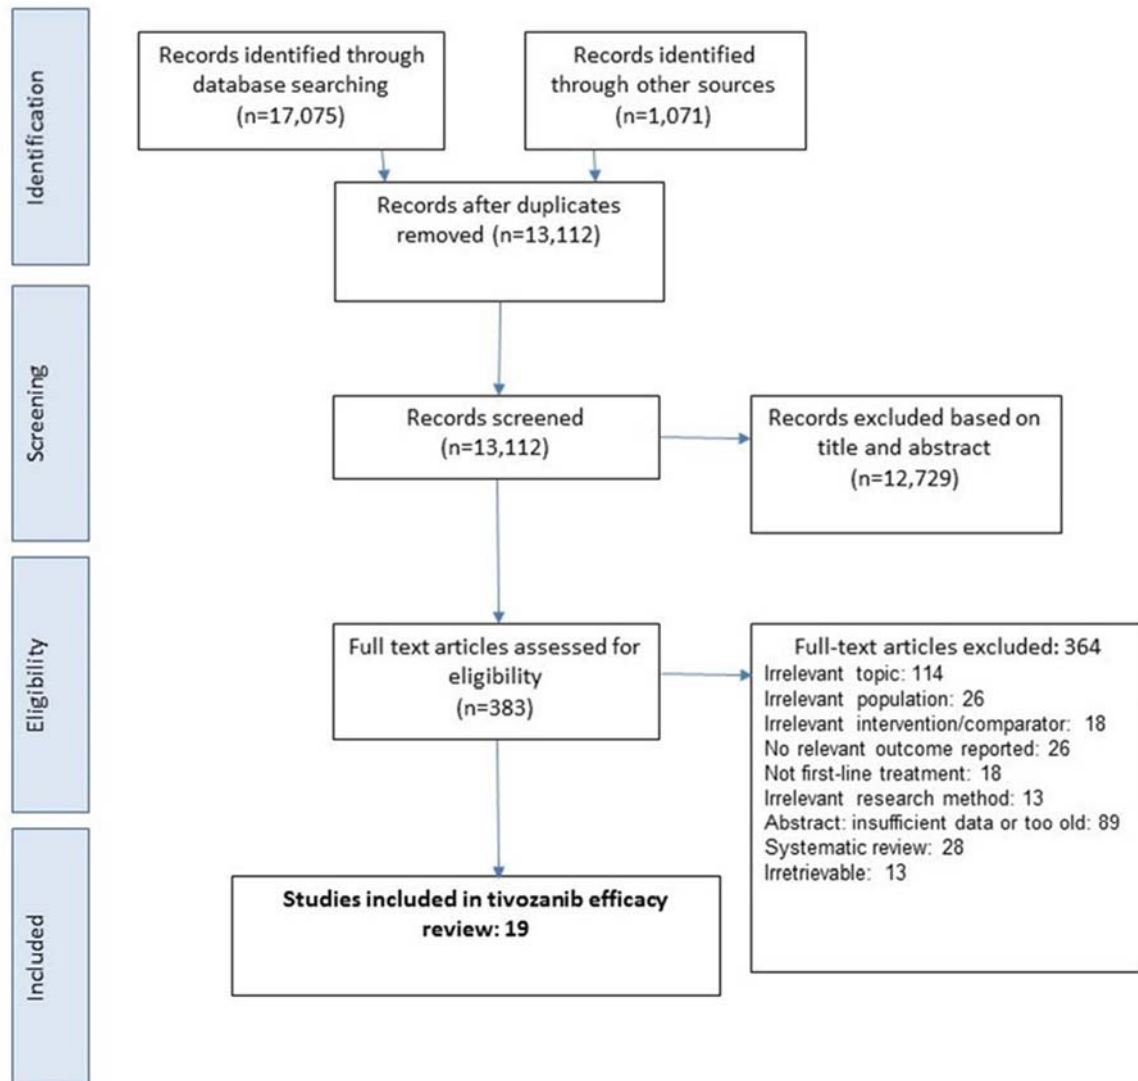 Identification
Records identified through
database searching
(n=17,075)
Records identified
through other sources
(n=1,071)
Records after duplicates
removed (n=13,112)
Screening
Records screened
(n=13,112)
Records excluded based on
title and abstract
(n=12,729)
Eligibility
Full text articles assessed for
eligibility
(n=383)
Full-text articles excluded: 364
Irrelevant topic: 114
Irrelevant population: 26
Irrelevant intervention/comparator: 18
No relevant outcome reported: 26
Not first-line treatment: 18
Irrelevant research method: 13
Abstract: insufficient data or too old: 89
Systematic review: 28
Irretrievable: 13
Included
Studies included in tivozanib efficacy
review: 19